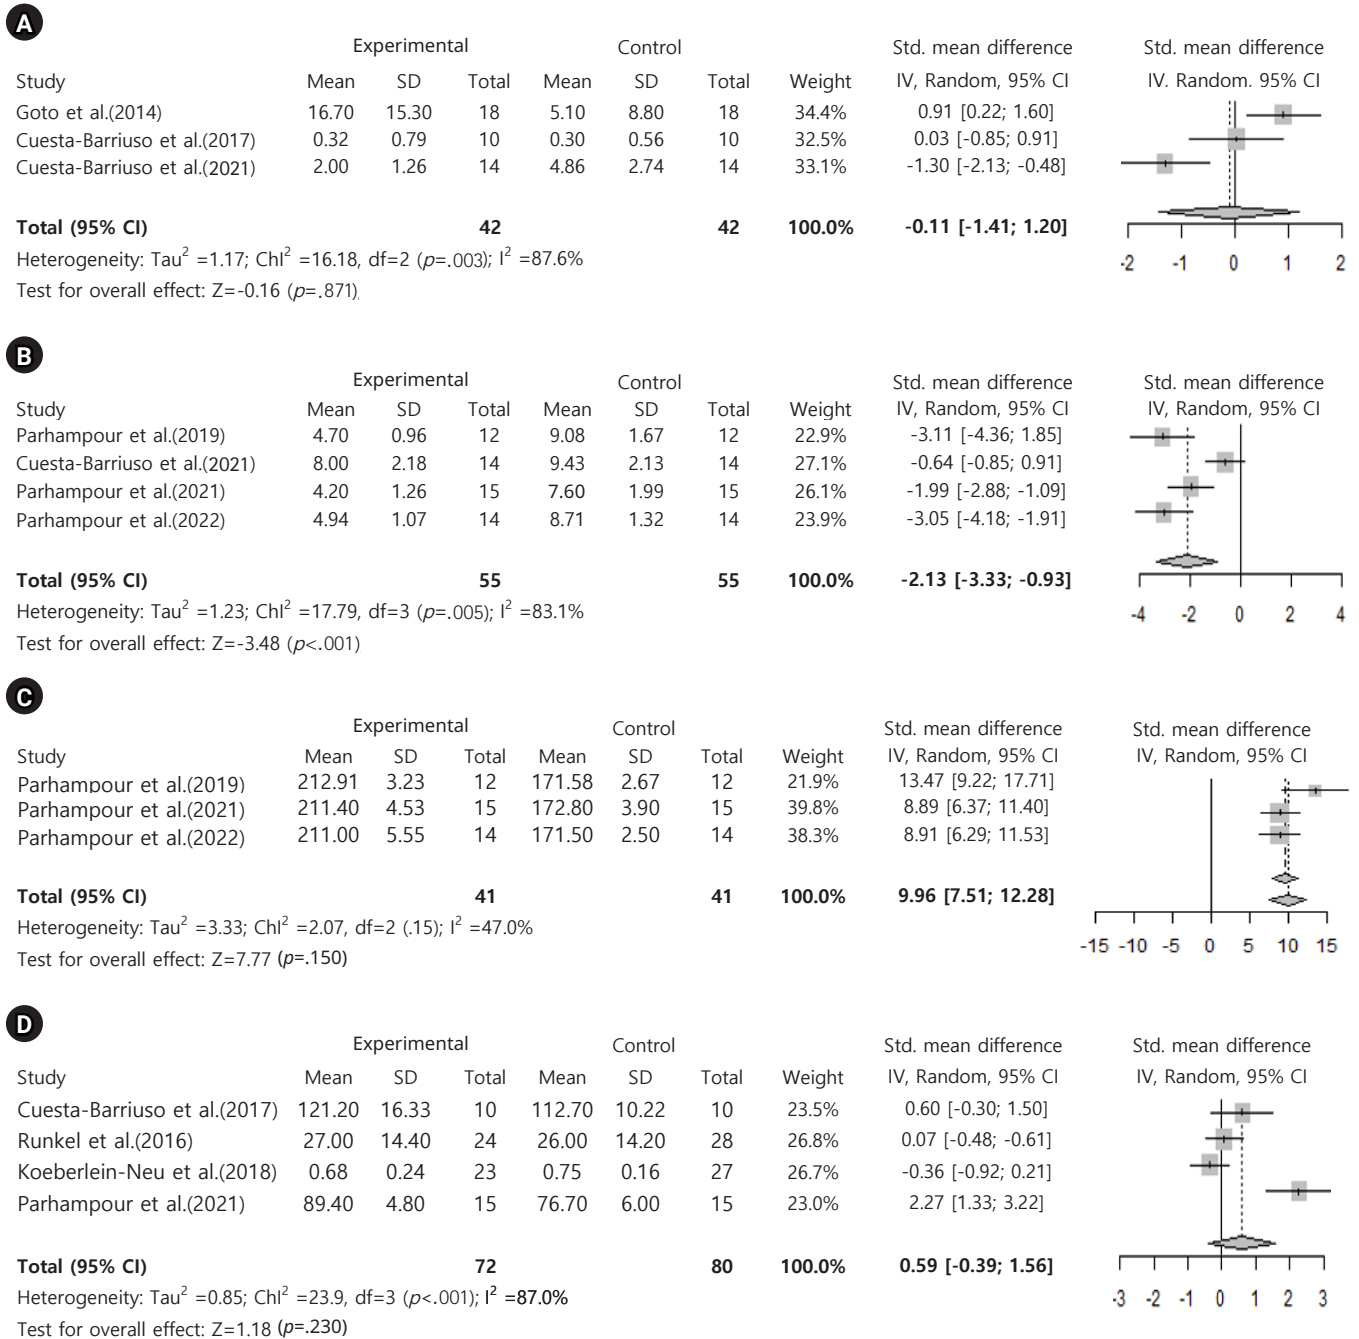 A
Experimental Control Std. mean difference Std. mean difference
Study Mean SD Total Mean SD Total Weight IV, Random, 95% CI IV. Random. 95% CI
Goto et al.(2014) 16.70 15.30 18 5.10 8.80 18 34.4% 0.91 [0.22; 1.60]
Cuesta-Barriuso et al.(2017) 0.32 0.79 10 0.30 0.56 10 32.5% 0.03 [-0.85; 0.91]
Cuesta-Barriuso et al.(2021) 2.00 1.26 14 4.86 2.74 14 33.1% -1.30 [-2.13; -0.48]
Total (95% CI) 42 42 100.0% -0.11 [-1.41; 1.20]
Heterogeneity: Tau² =1.17; ChI² =16.18, df=2 (p=.003); I² =87.6%
-2 -1 0 1 2
Test for overall effect: Z=-0.16 (p=.871)
B
Experimental Control Std. mean difference Std. mean difference
Study Mean SD Total Mean SD Total Weight IV, Random, 95% CI IV, Random, 95% CI
Parhampour et al.(2019) 4.70 0.96 12 9.08 1.67 12 22.9% -3.11 [-4.36; 1.85]
Cuesta-Barriuso et al.(2021) 8.00 2.18 14 9.43 2.13 14 27.1% -0.64 [-0.85; 0.91]
Parhampour et al.(2021) 4.20 1.26 15 7.60 1.99 15 26.1% -1.99 [-2.88; -1.09]
Parhampour et al.(2022) 4.94 1.07 14 8.71 1.32 14 23.9% -3.05 [-4.18; -1.91]
Total (95% CI) 55 55 100.0% -2.13 [-3.33; -0.93]
Heterogeneity: Tau² =1.23; ChI² =17.79, df=3 (p=.005); I² =83.1%
-4 -2 0 2 4
Test for overall effect: Z=-3.48 (p<.001)
C
Experimental Control Std. mean difference Std. mean difference
Study Mean SD Total Mean SD Total Weight IV, Random, 95% CI IV, Random, 95% CI
Parhampour et al.(2019) 212.91 3.23 12 171.58 2.67 12 21.9% 13.47 [9.22; 17.71]
Parhampour et al.(2021) 211.40 4.53 15 172.80 3.90 15 39.8% 8.89 [6.37; 11.40]
Parhampour et al.(2022) 211.00 5.55 14 171.50 2.50 14 38.3% 8.91 [6.29; 11.53]
Total (95% CI) 41 41 100.0% 9.96 [7.51; 12.28]
Heterogeneity: Tau² =3.33; ChI² =2.07, df=2 (.15); I² =47.0%
-15 -10 -5 0 5 10 15
Test for overall effect: Z=7.77 (p=.150)
D
Experimental Control Std. mean difference Std. mean difference
Study Mean SD Total Mean SD Total Weight IV, Random, 95% CI IV, Random, 95% CI
Cuesta-Barriuso et al.(2017) 121.20 16.33 10 112.70 10.22 10 23.5% 0.60 [-0.30; 1.50]
Runkel et al.(2016) 27.00 14.40 24 26.00 14.20 28 26.8% 0.07 [-0.48; -0.61]
Koeberlein-Neu et al.(2018) 0.68 0.24 23 0.75 0.16 27 26.7% -0.36 [-0.92; 0.21]
Parhampour et al.(2021) 89.40 4.80 15 76.70 6.00 15 23.0% 2.27 [1.33; 3.22]
Total (95% CI) 72 80 100.0% 0.59 [-0.39; 1.56]
Heterogeneity: Tau² =0.85; ChI² =23.9, df=3 (p<.001); I² =87.0%
-3 -2 -1 0 1 2 3
Test for overall effect: Z=1.18 (p=.230)